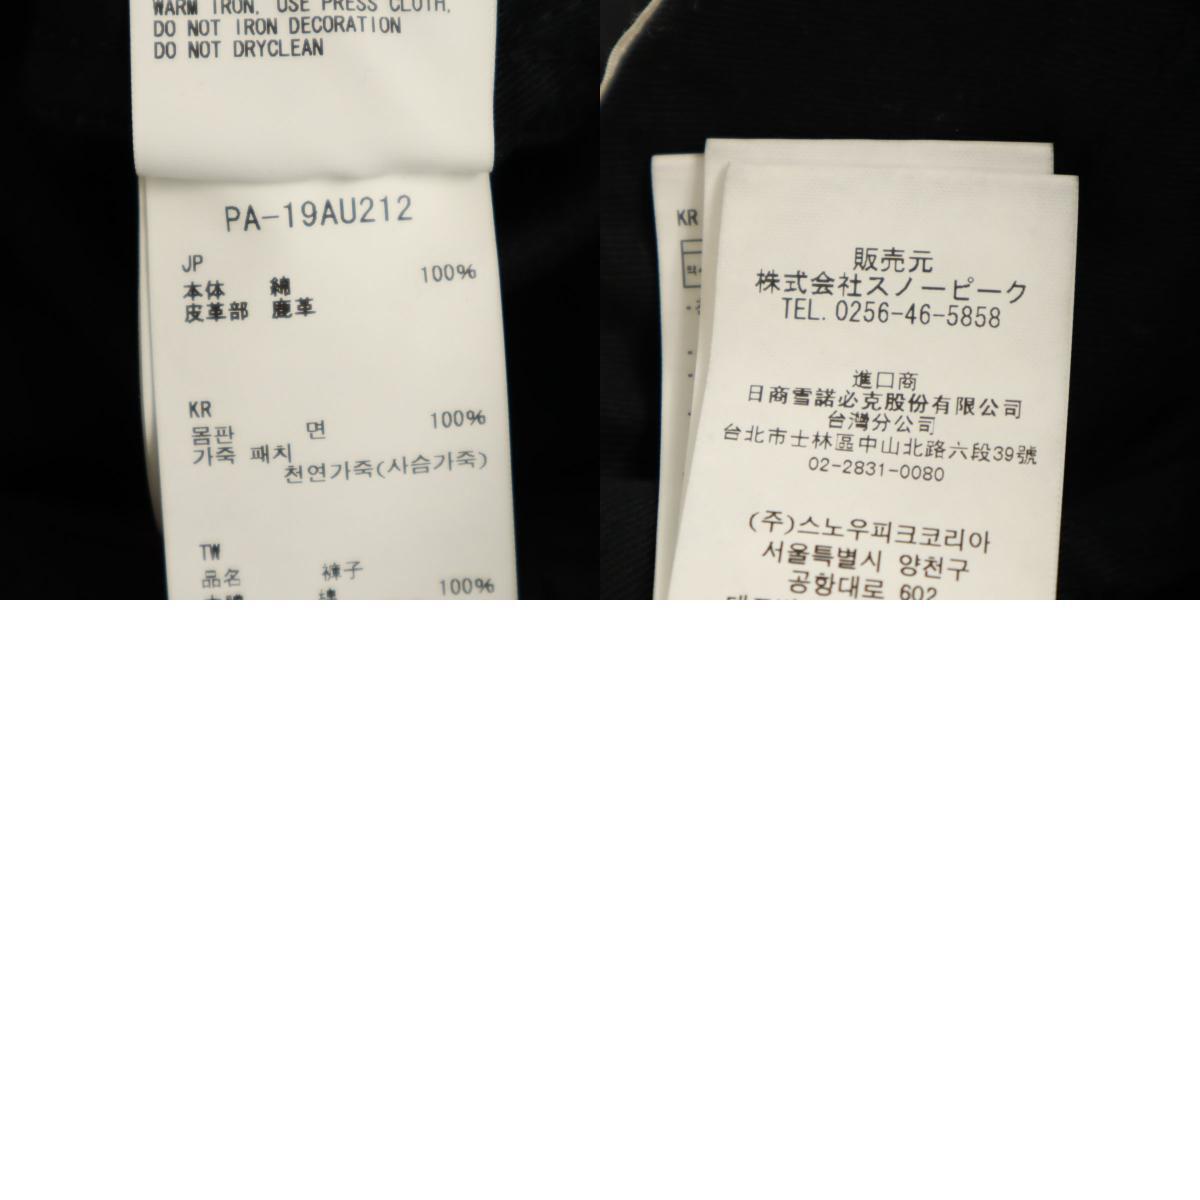 WARM IRON, USE PRESS CLOTH,
DO NOT IRON DECORATION
DO NOT DRYCLEAN
PA-19AU212
JP
本体 綿 100%
皮革部 鹿革
KR
몸판 면 100%
가죽 패치
천연가죽(사슴가죽)
TW
品名 褲子
100%
KR
販売元
株式会社スノーピーク
TEL. 0256-46-5858
進口商
日商雪諾必克股份有限公司
台灣分公司
台北市士林區中山北路六段39號
02-2831-0080
(주)스노우피크코리아
서울특별시 양천구
공항대로 602